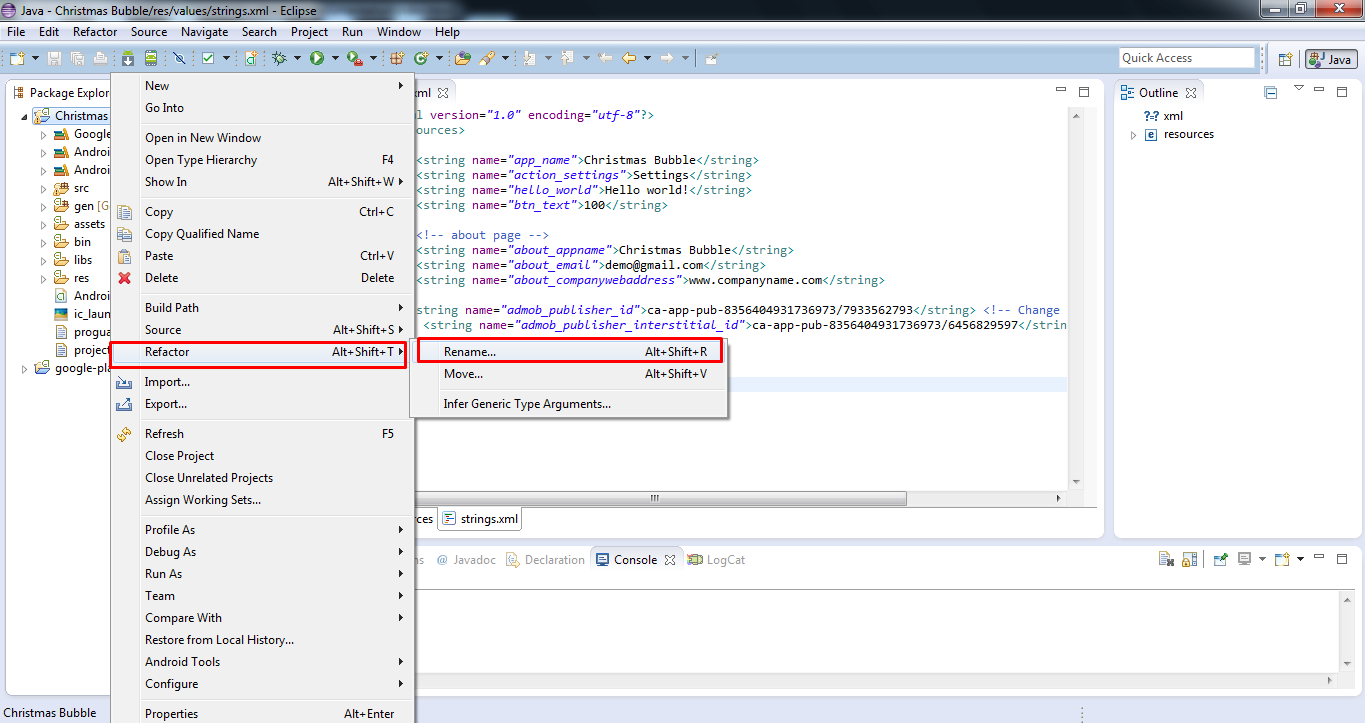 Java - Christmas Bubble/res/values/strings.xml - Eclipse
File Edit Refactor Source Navigate Search Project Run Window Help
Quick Access
Java
Package Explor
Christmas
Google
Androi
Androi
src
gen [G
assets
bin
libs
res
Androi
ic_laun
progua
project
google-pla
New
Go Into
Open in New Window
Open Type Hierarchy F4
Show In Alt+Shift+W
Copy Ctrl+C
Copy Qualified Name
Paste Ctrl+V
Delete Delete
Build Path
Source Alt+Shift+S
Refactor Alt+Shift+T
Import...
Export...
Refresh F5
Close Project
Close Unrelated Projects
Assign Working Sets...
Profile As
Debug As
Run As
Team
Compare With
Restore from Local History...
Android Tools
Configure
Properties Alt+Enter
Rename... Alt+Shift+R
Move... Alt+Shift+V
Infer Generic Type Arguments...
xml
l version="1.0" encoding="utf-8"?>
ources>
<string name="app_name">Christmas Bubble</string>
<string name="action_settings">Settings</string>
<string name="hello_world">Hello world!</string>
<string name="btn_text">100</string>
<!-- about page -->
<string name="about_appname">Christmas Bubble</string>
<string name="about_email">demo@gmail.com</string>
<string name="about_companywebaddress">www.companyname.com</string>
string name="admob_publisher_id">ca-app-pub-8356404931736973/7933562793</string> <!-- Change
<string name="admob_publisher_interstitial_id">ca-app-pub-8356404931736973/6456829597</strin
rces strings.xml
Outline
xml
resources
ns @ Javadoc Declaration Console LogCat
Christmas Bubble